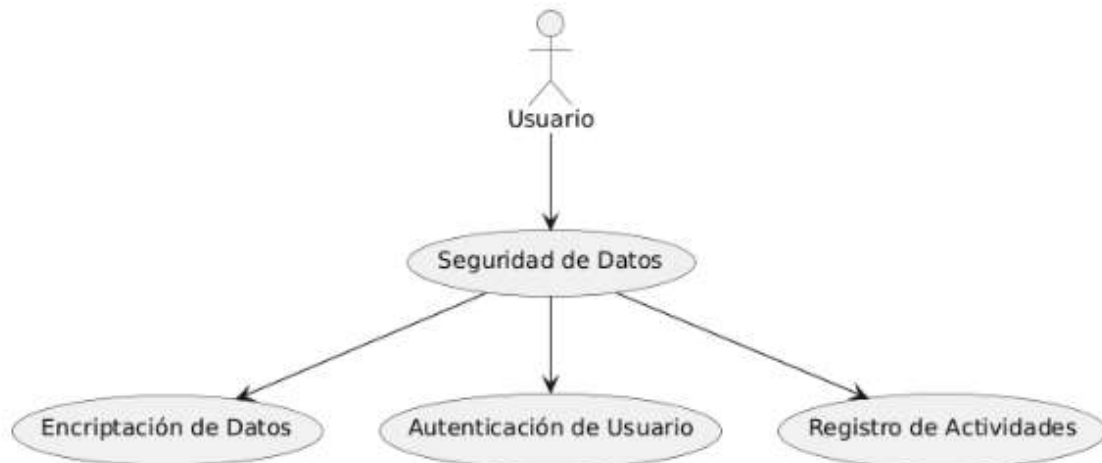 Usuario
Seguridad de Datos
Encriptación de Datos
Autenticación de Usuario
Registro de Actividades